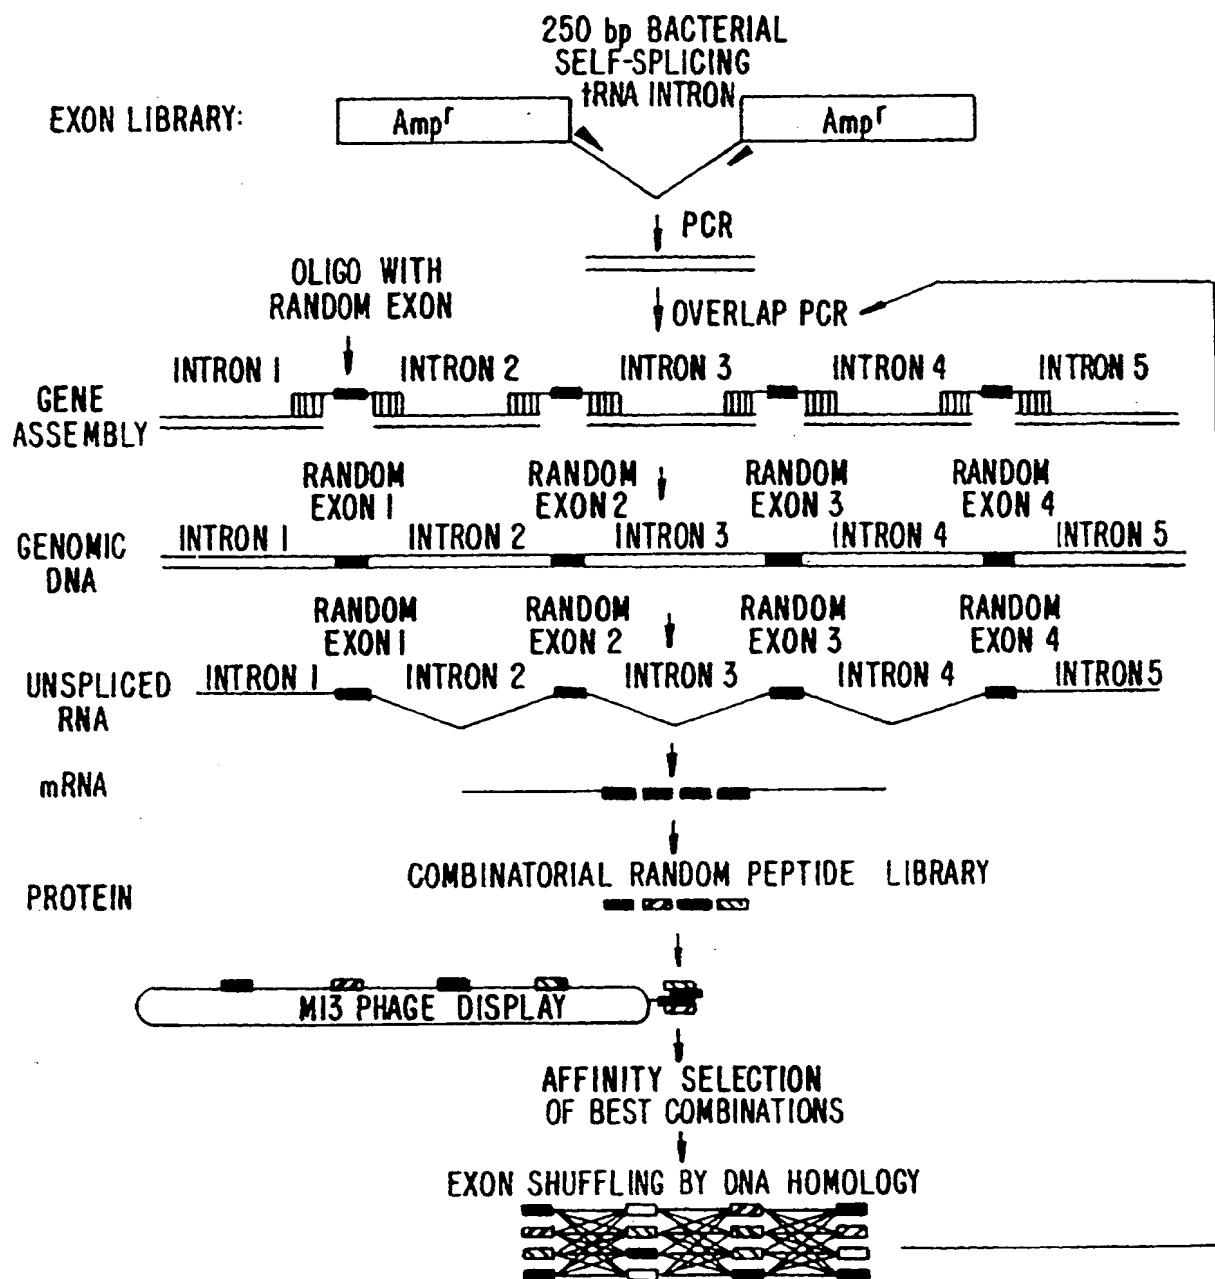 250 bp BACTERIAL
SELF-SPLICING
tRNA INTRON
EXON LIBRARY:
Ampr
Ampr
PCR
OLIGO WITH
RANDOM EXON
OVERLAP PCR
INTRON 1
INTRON 2
INTRON 3
INTRON 4
INTRON 5
GENE
ASSEMBLY
RANDOM
EXON 1
RANDOM
EXON 2
RANDOM
EXON 3
RANDOM
EXON 4
GENOMIC
DNA
INTRON 1
INTRON 2
INTRON 3
INTRON 4
INTRON 5
RANDOM
EXON 1
RANDOM
EXON 2
RANDOM
EXON 3
RANDOM
EXON 4
UNSPLICED
RNA
INTRON 1
INTRON 2
INTRON 3
INTRON 4
INTRON 5
mRNA
COMBINATORIAL RANDOM PEPTIDE LIBRARY
PROTEIN
M13 PHAGE DISPLAY
AFFINITY SELECTION
OF BEST COMBINATIONS
EXON SHUFFLING BY DNA HOMOLOGY